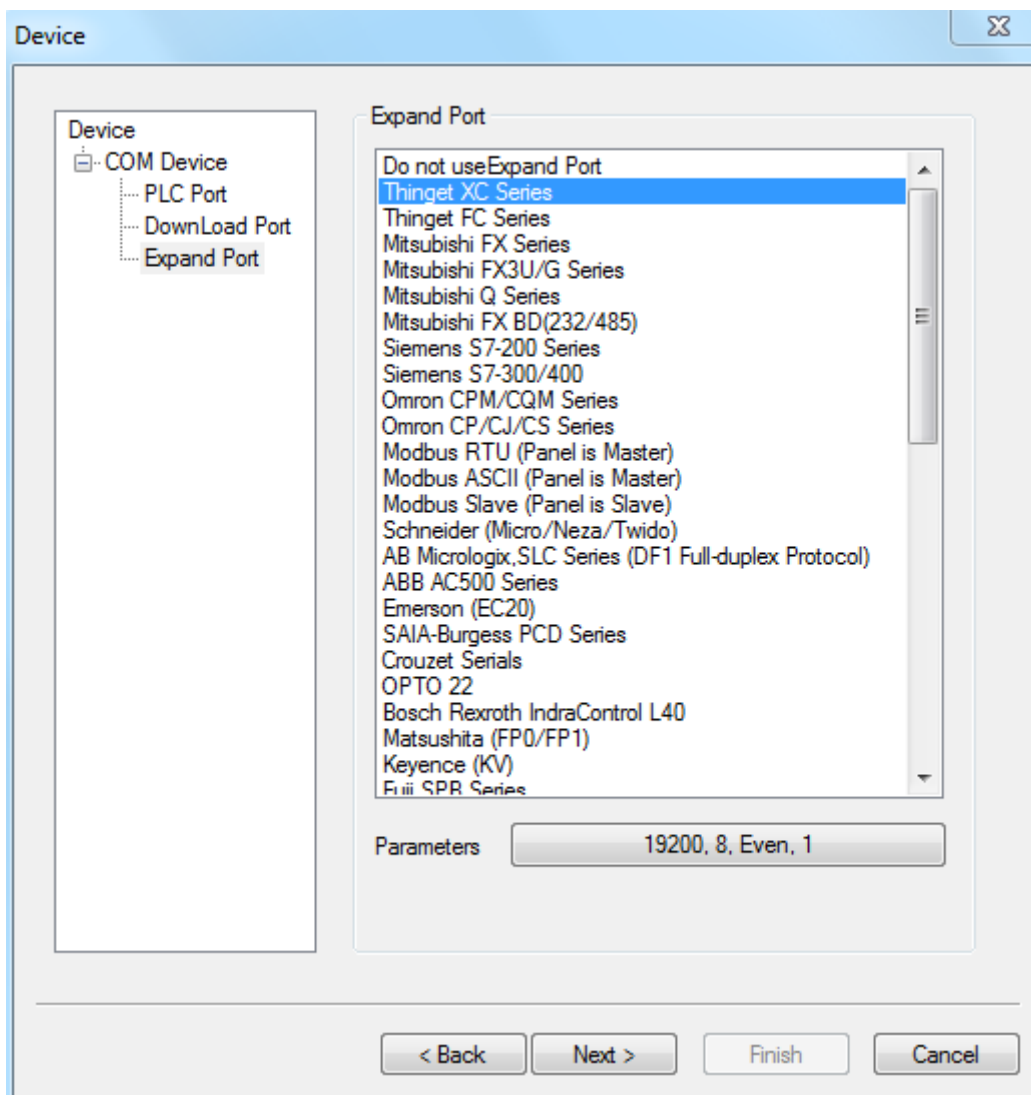 Device
Device
COM Device
PLC Port
DownLoad Port
Expand Port
Expand Port
Do not useExpand Port
Thinget XC Series
Thinget FC Series
Mitsubishi FX Series
Mitsubishi FX3U/G Series
Mitsubishi Q Series
Mitsubishi FX BD(232/485)
Siemens S7-200 Series
Siemens S7-300/400
Omron CPM/CQM Series
Omron CP/CJ/CS Series
Modbus RTU (Panel is Master)
Modbus ASCII (Panel is Master)
Modbus Slave (Panel is Slave)
Schneider (Micro/Neza/Twido)
AB Micrologix,SLC Series (DF1 Full-duplex Protocol)
ABB AC500 Series
Emerson (EC20)
SAIA-Burgess PCD Series
Crouzet Serials
OPTO 22
Bosch Rexroth IndraControl L40
Matsushita (FP0/FP1)
Keyence (KV)
Fuji SPB Series
Parameters 19200, 8, Even, 1
< Back Next > Finish Cancel